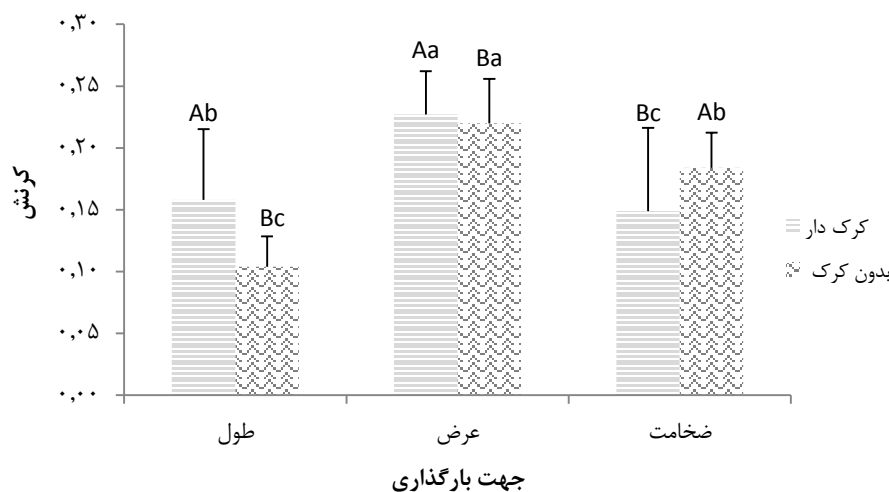 ۰,۳۰
۰,۲۵
۰,۲۰
۰,۱۵
۰,۱۰
۰,۰۵
۰,۰۰
کرنش
Ab
Bc
Aa
Ba
Bc
Ab
طول
عرض
ضخامت
جهت بارگذاری
کرک دار
بدون کرک